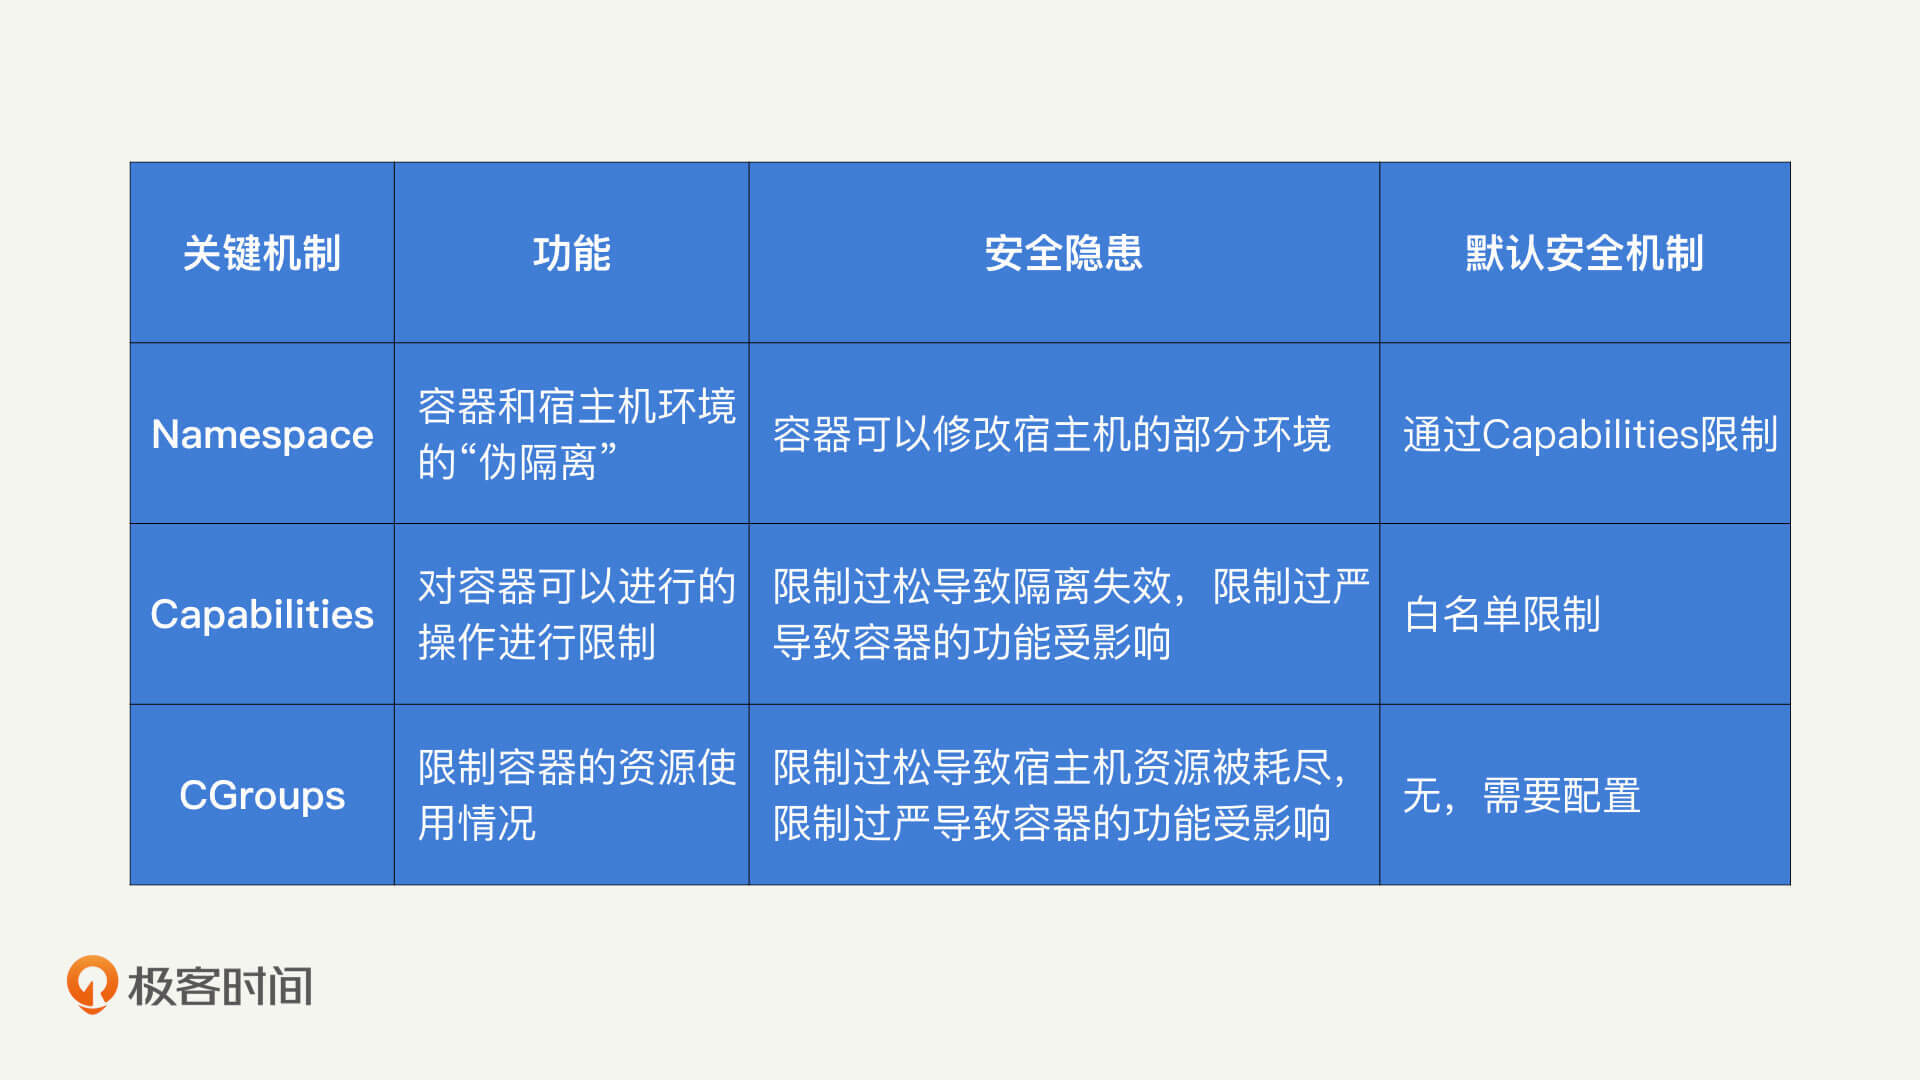 关键机制
功能
安全隐患
默认安全机制
Namespace
容器和宿主机环境
的“伪隔离”
容器可以修改宿主机的部分环境
通过Capabilities限制
Capabilities
对容器可以进行的
操作进行限制
限制过松导致隔离失效，限制过严
导致容器的功能受影响
白名单限制
CGroups
限制容器的资源使
用情况
限制过松导致宿主机资源被耗尽，
限制过严导致容器的功能受影响
无，需要配置
极客时间